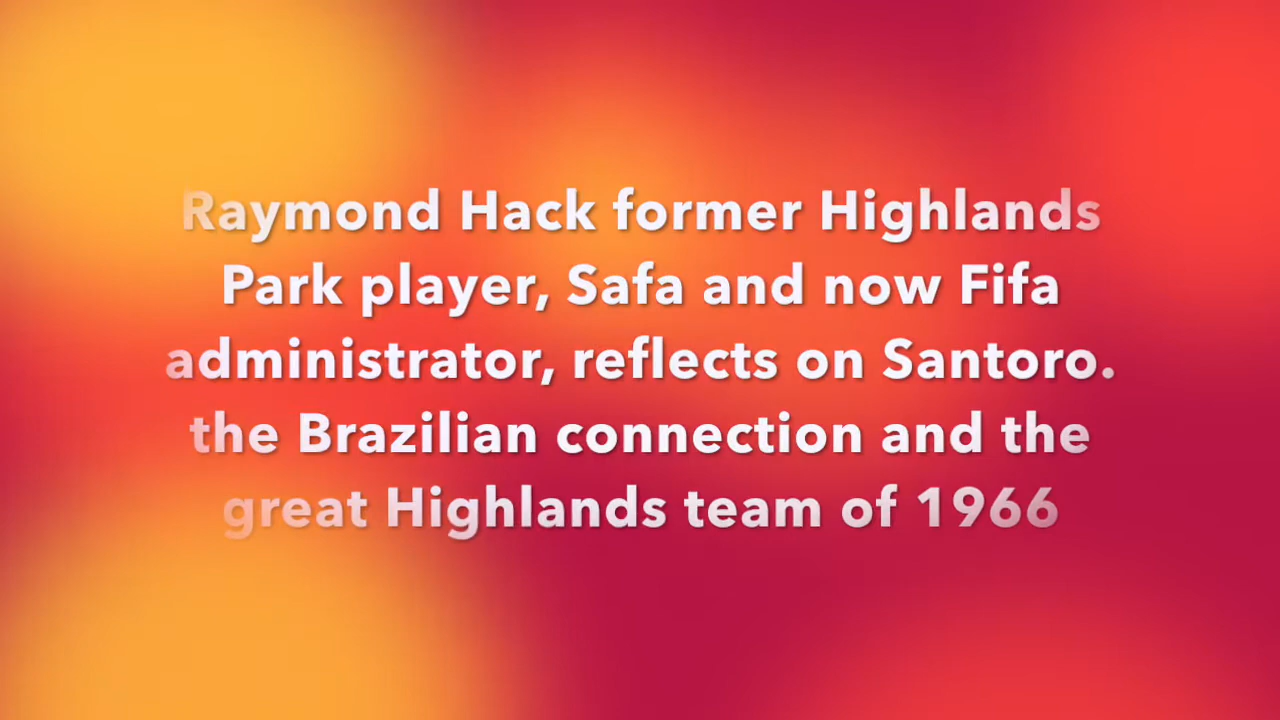 Raymond Hack former Highlands
Park player, Safa and now Fifa
administrator, reflects on Santoro.
the Brazilian connection and the
great Highlands team of 1966